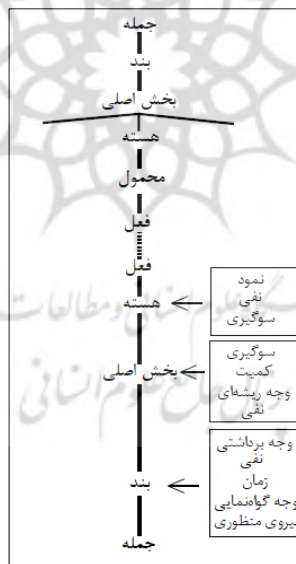 جمله
بند
بخش اصلی
هسته
محمول
فعل
فعل
هسته
نمود
نفی
سوگیری
بخش اصلی
سوگیری
کمیت
وجه ریشه‌ای
نفی
بند
وجه برداشتی
نفی
زمان
وجه گواه‌نمایی
نیروی منظوری
جمله